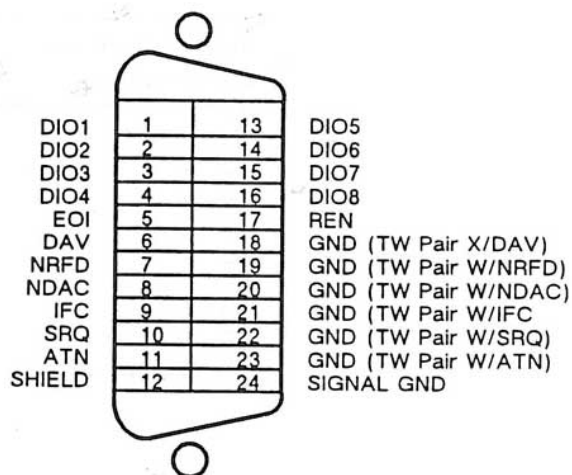 DIO1 1 13 DIO5
DIO2 2 14 DIO6
DIO3 3 15 DIO7
DIO4 4 16 DIO8
EOI 5 17 REN
DAV 6 18 GND (TW Pair X/DAV)
NRFD 7 19 GND (TW Pair W/NRFD)
NDAC 8 20 GND (TW Pair W/NDAC)
IFC 9 21 GND (TW Pair W/IFC
SRQ 10 22 GND (TW Pair W/SRQ)
ATN 11 23 GND (TW Pair W/ATN)
SHIELD 12 24 SIGNAL GND